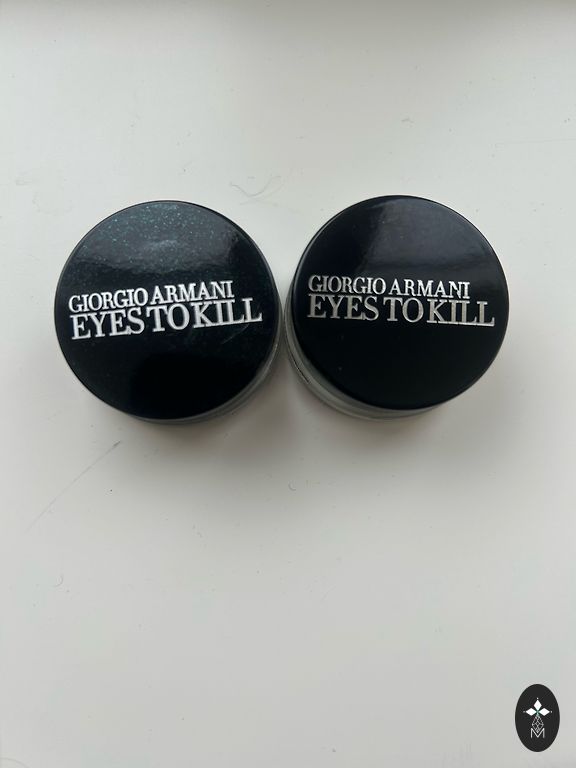 GIORGIO ARMANI
EYES TO KILL
GIORGIO ARMANI
EYES TO KILL
M